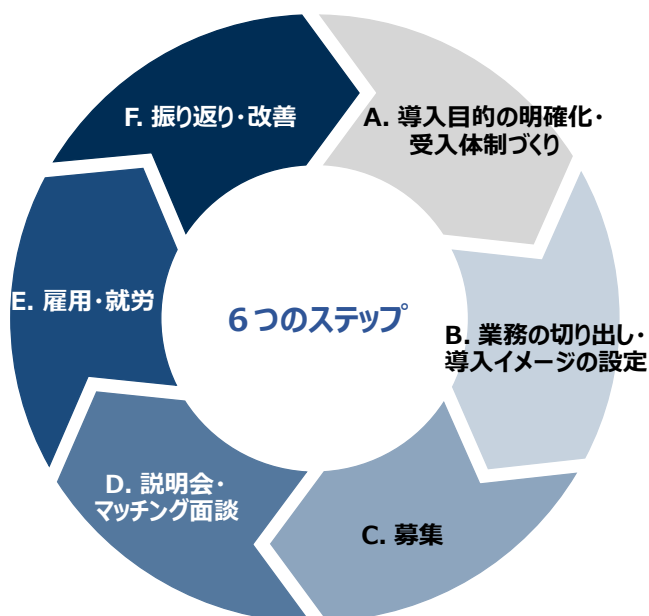 F. 振り返り・改善
A. 導入目的の明確化・
受入体制づくり
E. 雇用・就労
6つのステップ
B. 業務の切り出し・
導入イメージの設定
D. 説明会・
マッチング面談
C. 募集